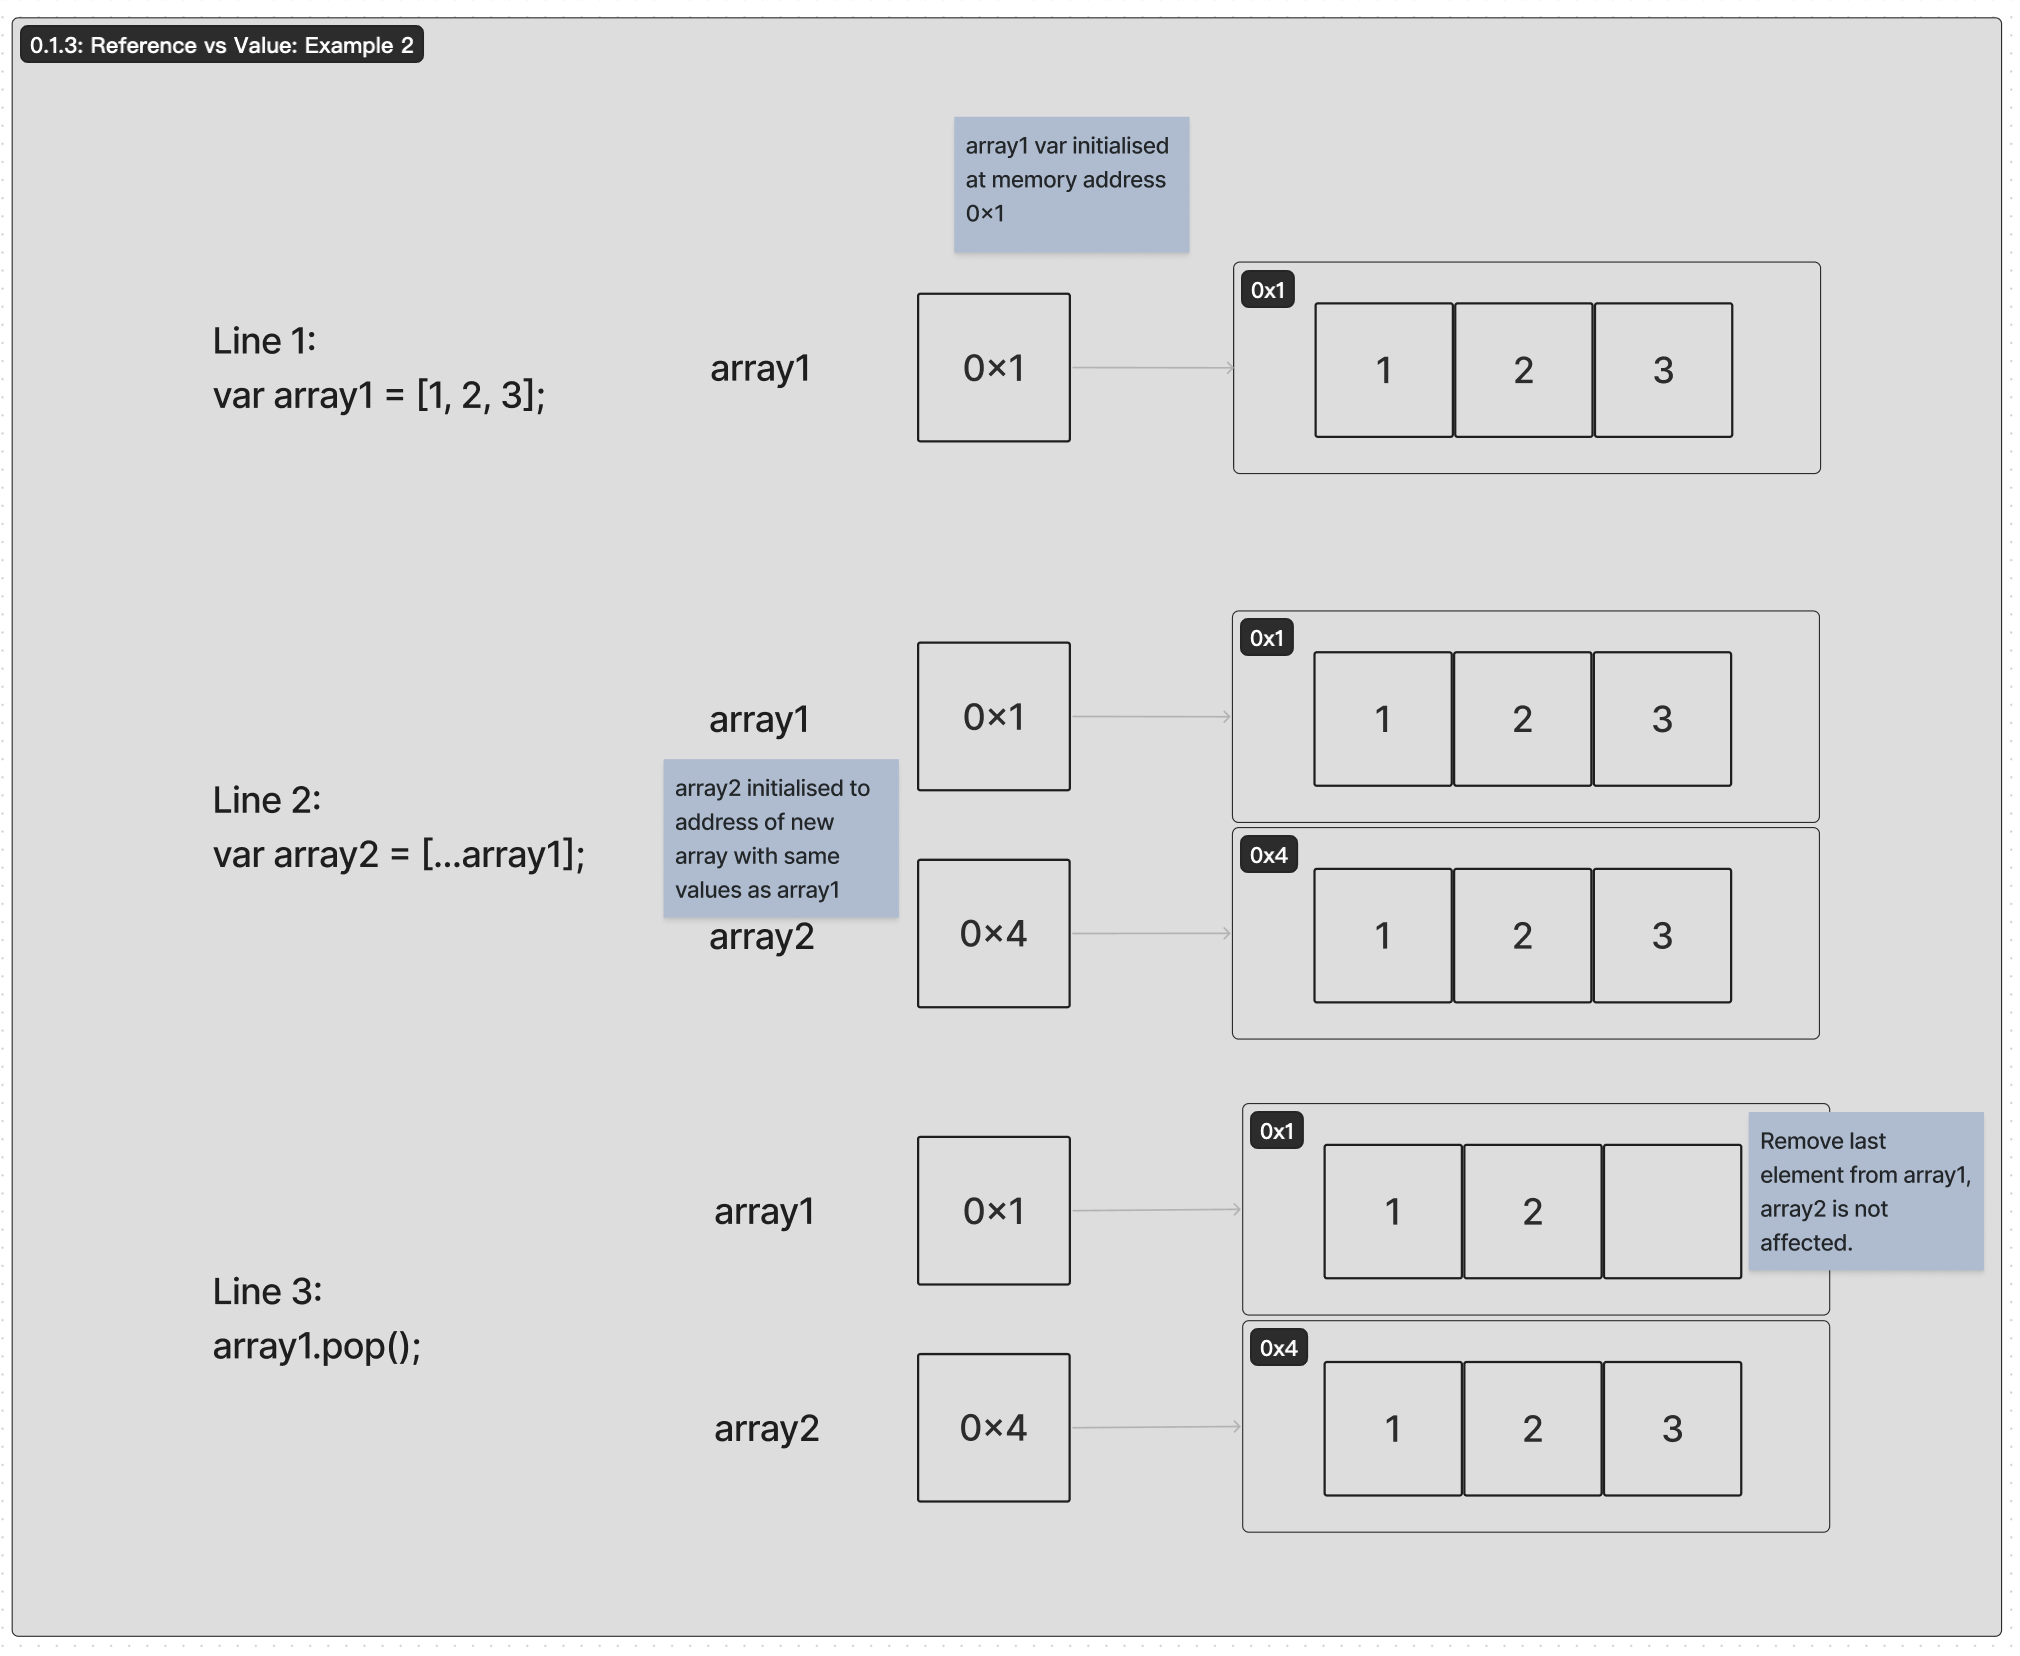 0.1.3: Reference vs Value: Example 2
array1 var initialised
at memory address
0×1
Line 1:
var array1 = [1, 2, 3];
array1
0×1
0x1
1 2 3
Line 2:
var array2 = [...array1];
array1
0×1
0x1
1 2 3
array2 initialised to
address of new
array with same
values as array1
array2
0×4
0x4
1 2 3
Line 3:
array1.pop();
array1
0×1
0x1
1 2
Remove last
element from array1,
array2 is not
affected.
array2
0×4
0x4
1 2 3